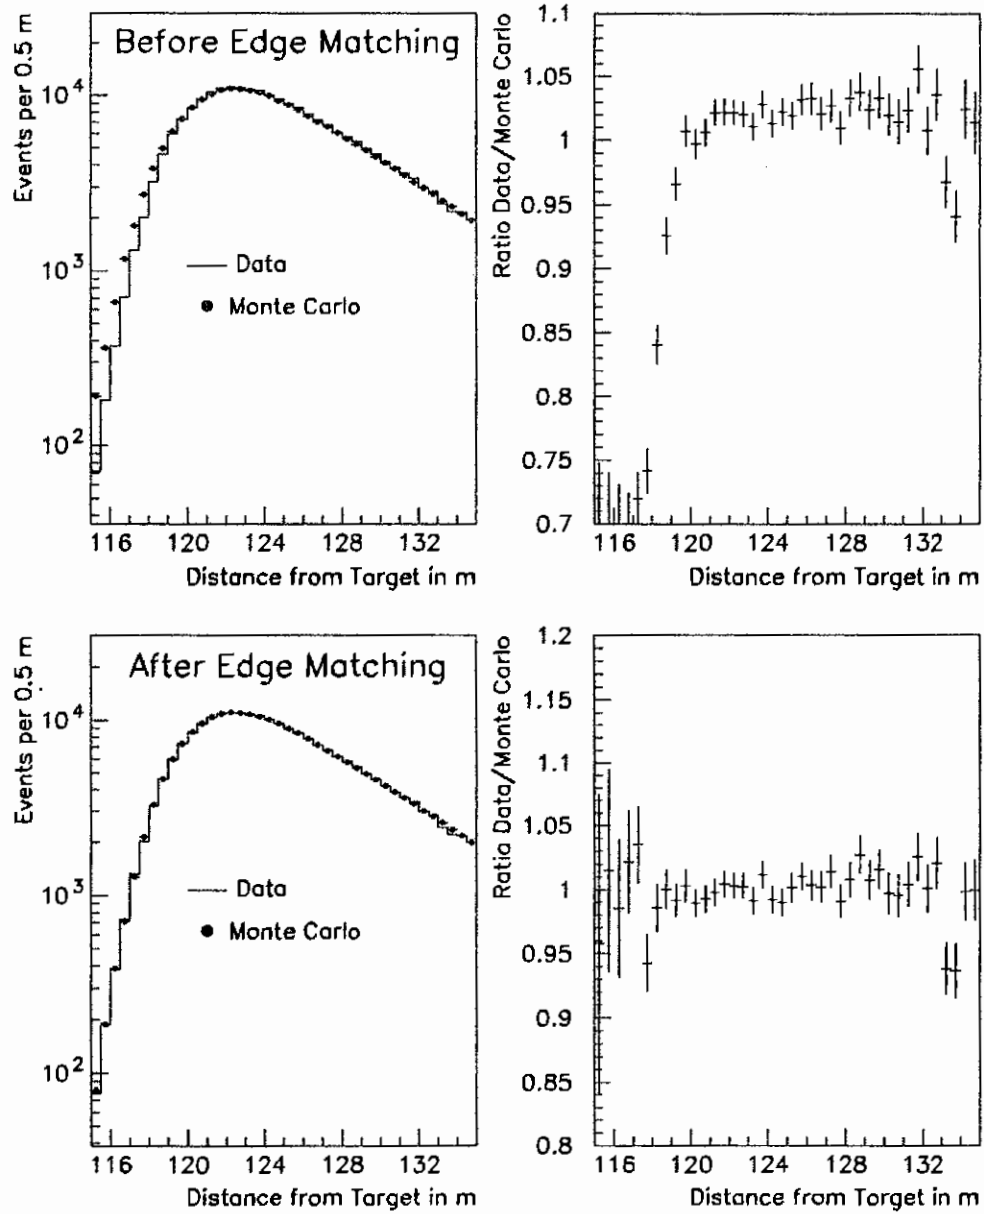 Before Edge Matching
Events per 0.5 m
10^4
10^3
10^2
Data
Monte Carlo
116 120 124 128 132
Distance from Target in m
Ratio Data/Monte Carlo
1.1
1.05
1
0.95
0.9
0.85
0.8
0.75
0.7
116 120 124 128 132
Distance from Target in m
After Edge Matching
Events per 0.5 m
10^4
10^3
10^2
Data
Monte Carlo
116 120 124 128 132
Distance from Target in m
Ratio Data/Monte Carlo
1.2
1.15
1.1
1.05
1
0.95
0.9
0.85
0.8
116 120 124 128 132
Distance from Target in m